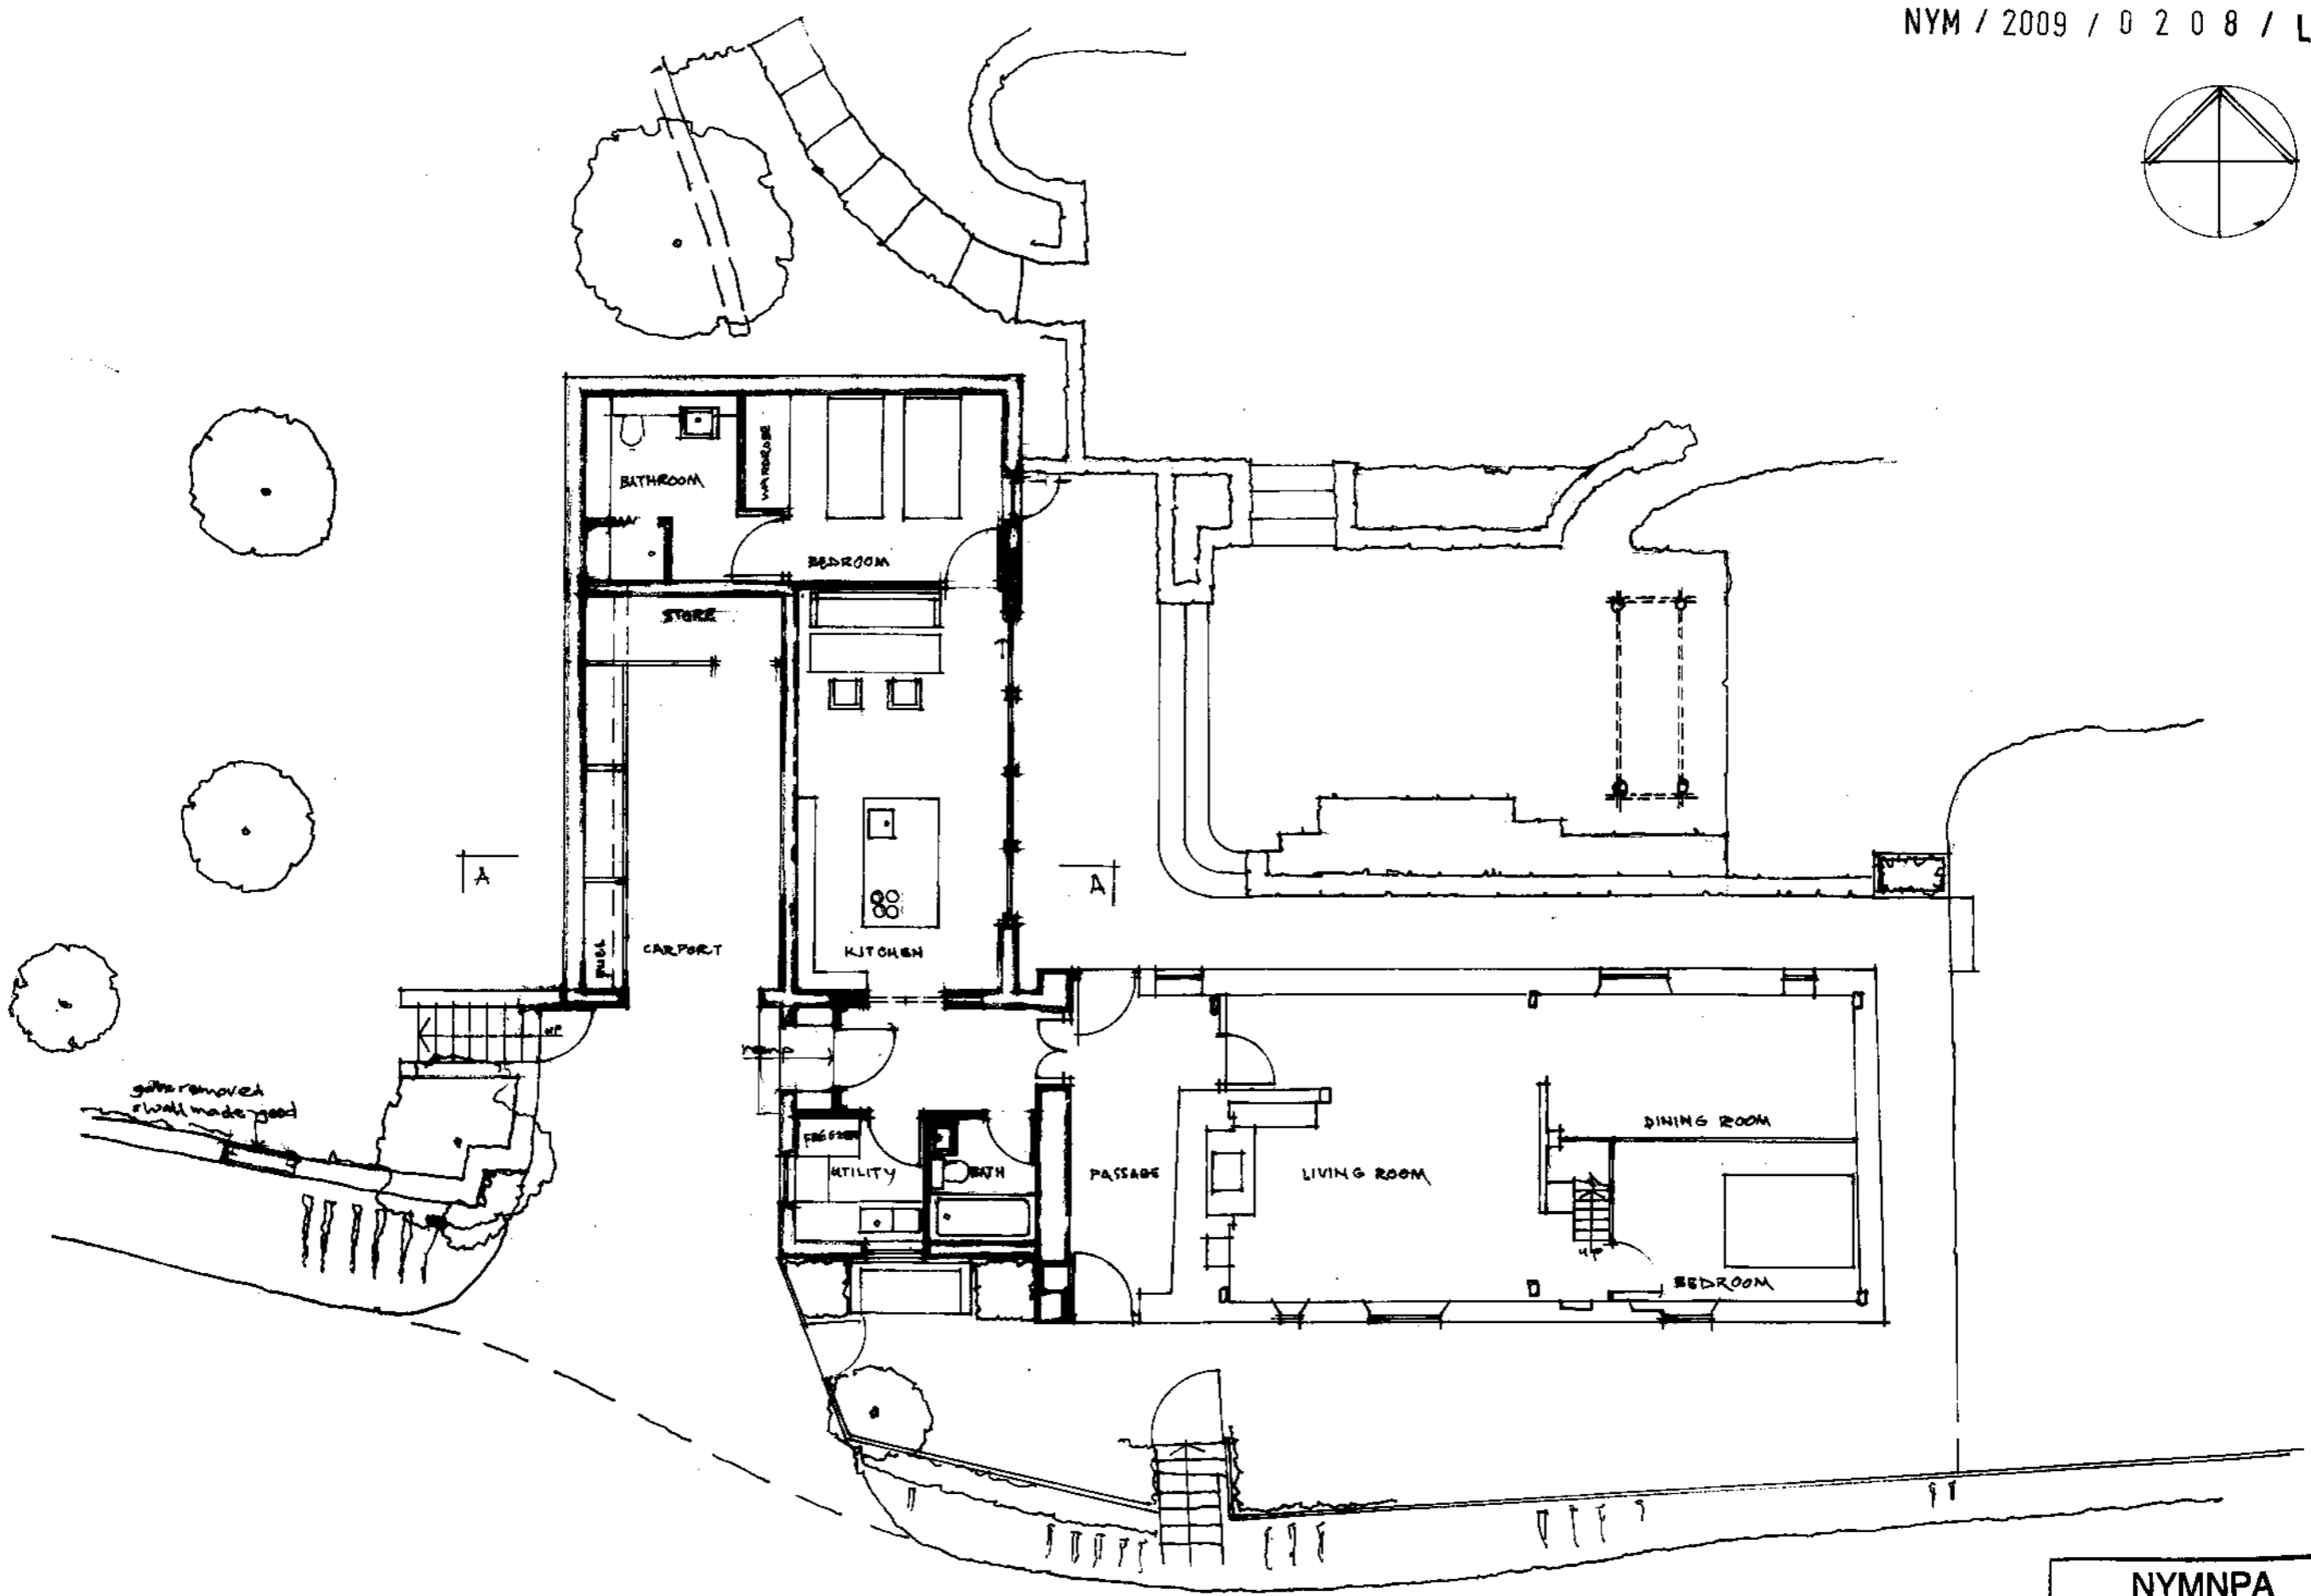 NYM / 2009 / 0 2 0 8 / L
BATHROOM
WARDROBE
BEDROOM
STORE
A
A
FUEL
CARPORT
KITCHEN
UP
ramp
gate removed
& wall made good
FREEZER
UTILITY
BATH
PASSAGE
LIVING ROOM
DINING ROOM
UP
BEDROOM
NYMNPA